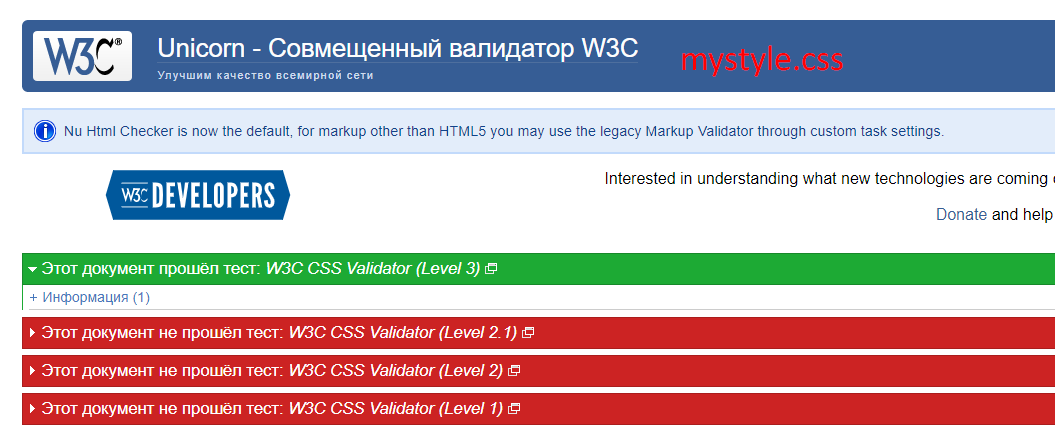 W3C®
Unicorn - Совмещенный валидатор W3C
Улучшим качество всемирной сети
mystyle.css
Nu Html Checker is now the default, for markup other than HTML5 you may use the legacy Markup Validator through custom task settings.
W3C DEVELOPERS
Interested in understanding what new technologies are coming
Donate and help
Этот документ прошёл тест: W3C CSS Validator (Level 3)
+ Информация (1)
Этот документ не прошёл тест: W3C CSS Validator (Level 2.1)
Этот документ не прошёл тест: W3C CSS Validator (Level 2)
Этот документ не прошёл тест: W3C CSS Validator (Level 1)